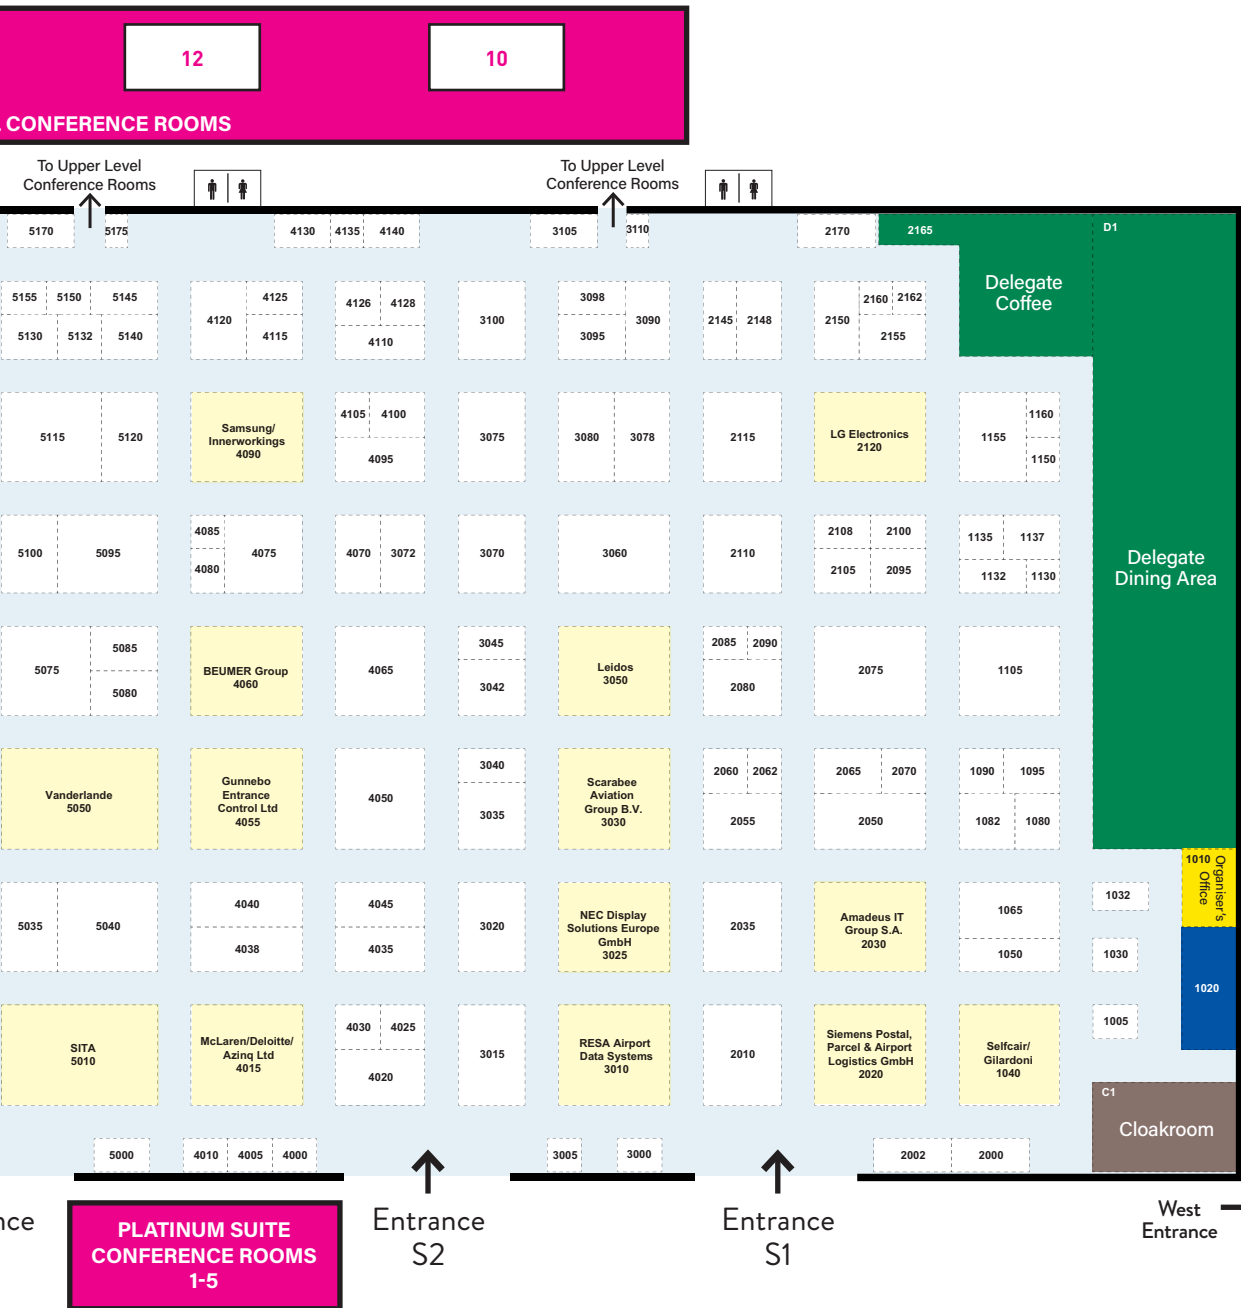 12
10
CONFERENCE ROOMS
To Upper Level
Conference Rooms
To Upper Level
Conference Rooms
5170
5175
4130
4135
4140
3105
3110
2170
2165
D1
Delegate
Coffee
5155
5150
5145
5130
5132
5140
4120
4125
4115
4126
4128
4110
3100
3098
3095
3090
2145
2148
2150
2160
2162
2155
5115
5120
Samsung/
Innerworkings
4090
4105
4100
4095
3075
3080
3078
2115
LG Electronics
2120
1155
1160
1150
5100
5095
4085
4080
4075
4070
3072
3070
3060
2110
2108
2100
2105
2095
1135
1137
1132
1130
Delegate
Dining Area
5075
5085
5080
BEUMER Group
4060
4065
3045
3042
Leidos
3050
2085
2090
2080
2075
1105
Vanderlande
5050
Gunnebo
Entrance
Control Ltd
4055
4050
3040
3035
Scarabee
Aviation
Group B.V.
3030
2060
2062
2055
2065
2070
2050
1090
1095
1082
1080
1010
Organiser's
Office
5035
5040
4040
4038
4045
4035
3020
NEC Display
Solutions Europe
GmbH
3025
2035
Amadeus IT
Group S.A.
2030
1065
1050
1032
1030
1020
SITA
5010
McLaren/Deloitte/
Azinq Ltd
4015
4030
4025
4020
3015
RESA Airport
Data Systems
3010
2010
Siemens Postal,
Parcel & Airport
Logistics GmbH
2020
Selfcair/
Gilardoni
1040
1005
C1
Cloakroom
5000
4010
4005
4000
3005
3000
2002
2000
nce
PLATINUM SUITE
CONFERENCE ROOMS
1-5
Entrance
S2
Entrance
S1
West
Entrance